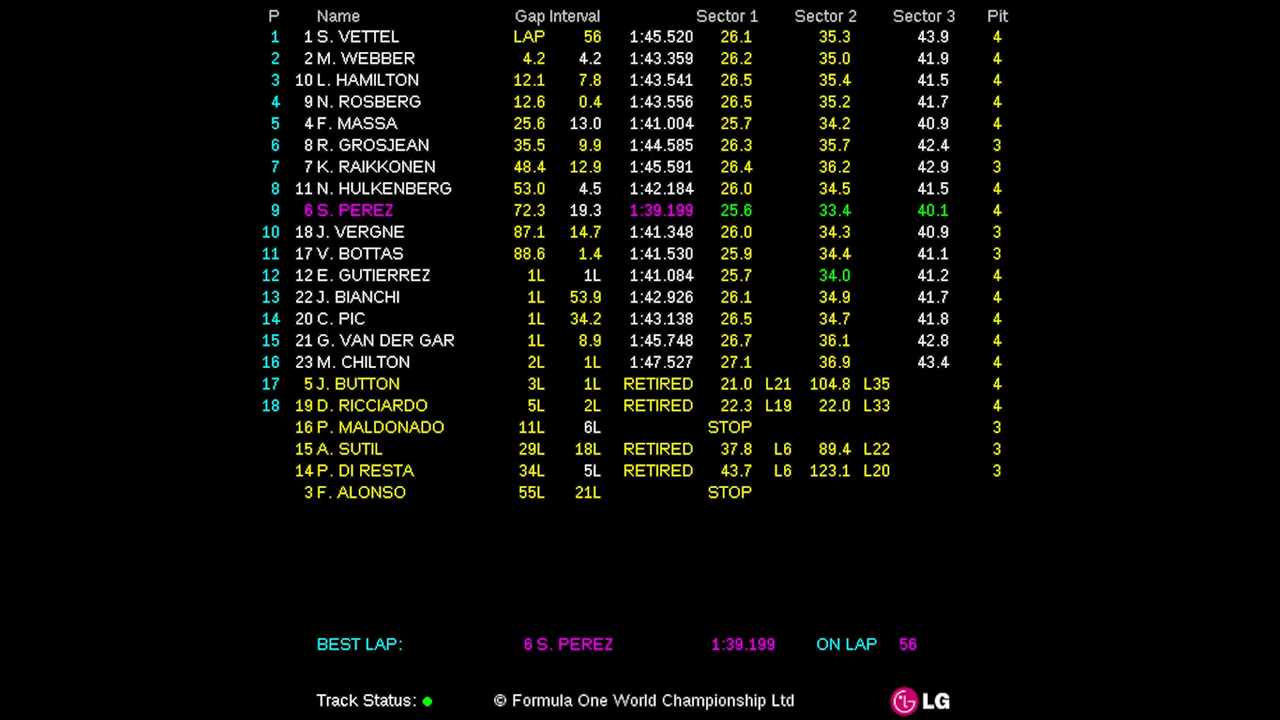 P Name Gap Interval Sector 1 Sector 2 Sector 3 Pit
1 1 S. VETTEL LAP 56 1:45.520 26.1 35.3 43.9 4
2 2 M. WEBBER 4.2 4.2 1:43.359 26.2 35.0 41.9 4
3 10 L. HAMILTON 12.1 7.8 1:43.541 26.5 35.4 41.5 4
4 9 N. ROSBERG 12.6 0.4 1:43.556 26.5 35.2 41.7 4
5 4 F. MASSA 25.6 13.0 1:41.004 25.7 34.2 40.9 4
6 8 R. GROSJEAN 35.5 9.9 1:44.585 26.3 35.7 42.4 3
7 7 K. RAIKKONEN 48.4 12.9 1:45.591 26.4 36.2 42.9 3
8 11 N. HULKENBERG 53.0 4.5 1:42.184 26.0 34.5 41.5 4
9 6 S. PEREZ 72.3 19.3 1:39.199 25.6 33.4 40.1 4
10 18 J. VERGNE 87.1 14.7 1:41.348 26.0 34.3 40.9 3
11 17 V. BOTTAS 88.6 1.4 1:41.530 25.9 34.4 41.1 3
12 12 E. GUTIERREZ 1L 1L 1:41.084 25.7 34.0 41.2 4
13 22 J. BIANCHI 1L 53.9 1:42.926 26.1 34.9 41.7 4
14 20 C. PIC 1L 34.2 1:43.138 26.5 34.7 41.8 4
15 21 G. VAN DER GAR 1L 8.9 1:45.748 26.7 36.1 42.8 4
16 23 M. CHILTON 2L 1L 1:47.527 27.1 36.9 43.4 4
17 5 J. BUTTON 3L 1L RETIRED 21.0 L21 104.8 L35 4
18 19 D. RICCIARDO 5L 2L RETIRED 22.3 L19 22.0 L33 4
16 P. MALDONADO 11L 6L STOP 3
15 A. SUTIL 29L 18L RETIRED 37.8 L6 89.4 L22 3
14 P. DI RESTA 34L 5L RETIRED 43.7 L6 123.1 L20 3
3 F. ALONSO 55L 21L STOP
BEST LAP: 6 S. PEREZ 1:39.199 ON LAP 56
Track Status: © Formula One World Championship Ltd LG